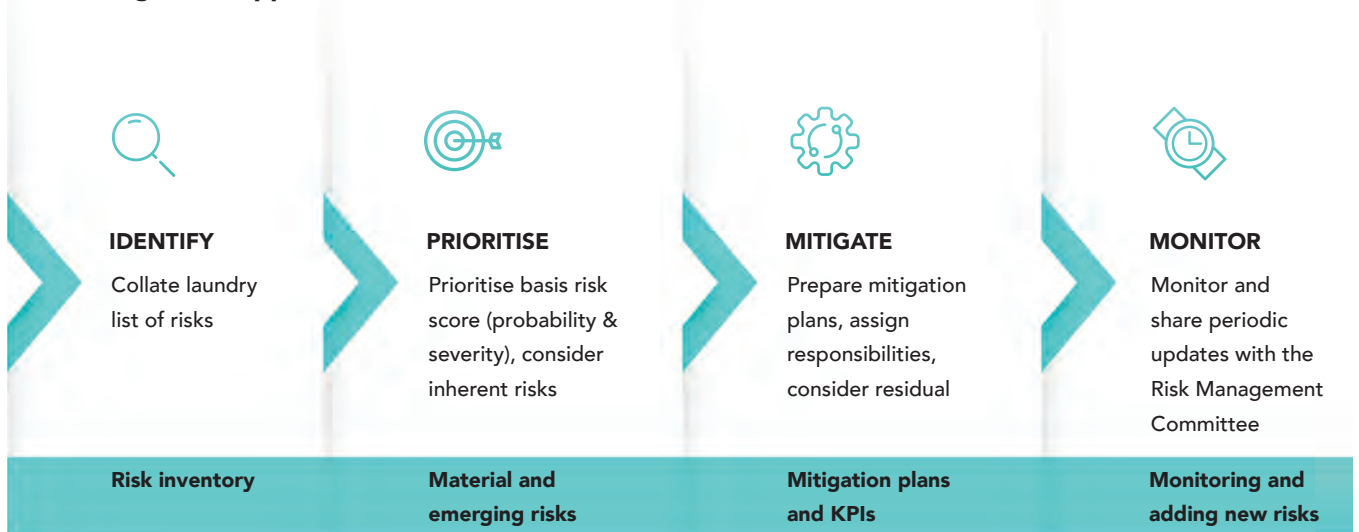 IDENTIFY
Collate laundry
list of risks
Risk inventory
PRIORITISE
Prioritise basis risk
score (probability &
severity), consider
inherent risks
Material and
emerging risks
MITIGATE
Prepare mitigation
plans, assign
responsibilities,
consider residual
Mitigation plans
and KPIs
MONITOR
Monitor and
share periodic
updates with the
Risk Management
Committee
Monitoring and
adding new risks